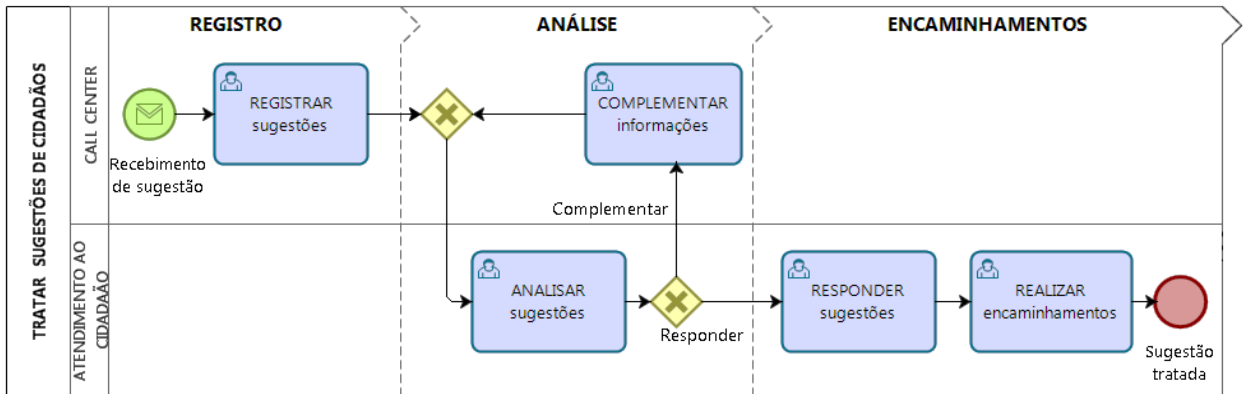 REGISTRO
ANÁLISE
ENCAMINHAMENTOS
TRATAR SUGESTÕES DE CIDADÃOS
CALL CENTER
Recebimento
de sugestão
REGISTRAR
sugestões
COMPLEMENTAR
informações
Complementar
ATENDIMENTO AO
CIDADAÃO
ANALISAR
sugestões
Responder
RESPONDER
sugestões
REALIZAR
encaminhamentos
Sugestão
tratada